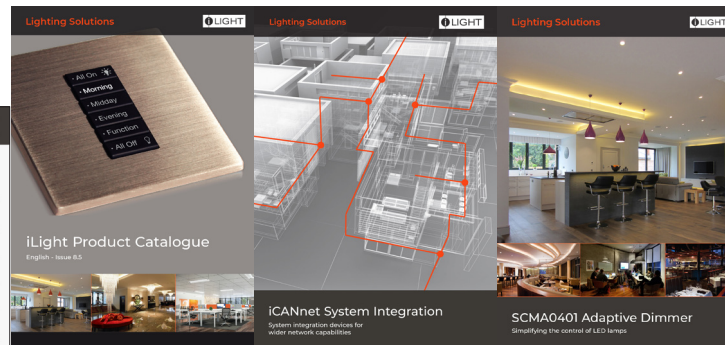 Lighting Solutions
iLIGHT
· All On
· Morning
· Midday
· Evening
· Function
· All Off
iLight Product Catalogue
English - Issue 8.5
Lighting Solutions
iLIGHT
iCANnet System Integration
System integration devices for
wider network capabilities
Lighting Solutions
iLIGHT
SCMA0401 Adaptive Dimmer
Simplifying the control of LED lamps